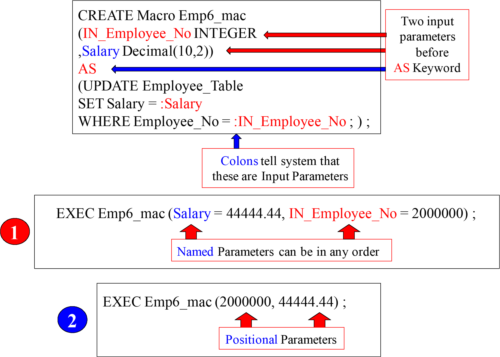 CREATE Macro Emp6_mac
(IN_Employee_No INTEGER
,Salary Decimal(10,2))
AS
(UPDATE Employee_Table
SET Salary = :Salary
WHERE Employee_No = :IN_Employee_No ; ) ;
Two input
parameters
before
AS Keyword
Colons tell system that
these are Input Parameters
EXEC Emp6_mac (Salary = 44444.44, IN_Employee_No = 2000000) ;
1
Named Parameters can be in any order
2
EXEC Emp6_mac (2000000, 44444.44) ;
Positional Parameters